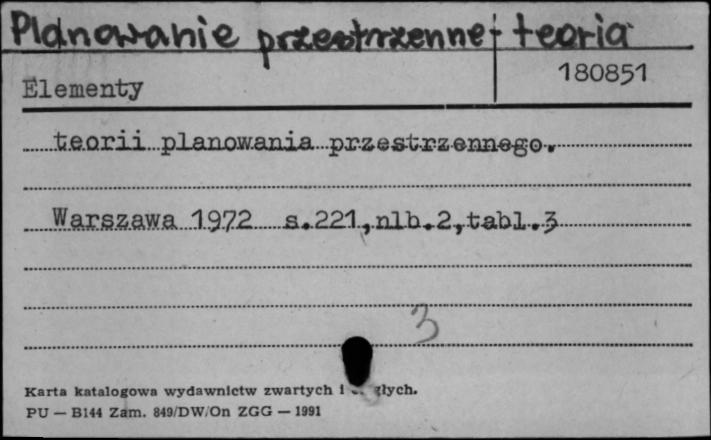 Planowanie przestrzenne - teoria
180851
Elementy
teorii planowania przestrzennego.
Warszawa 1972 s.221,nlb.2,tabl.3
3
Karta katalogowa wydawnictw zwartych i
PU — B144 Zam. 849/DW/On ZGG — 1991